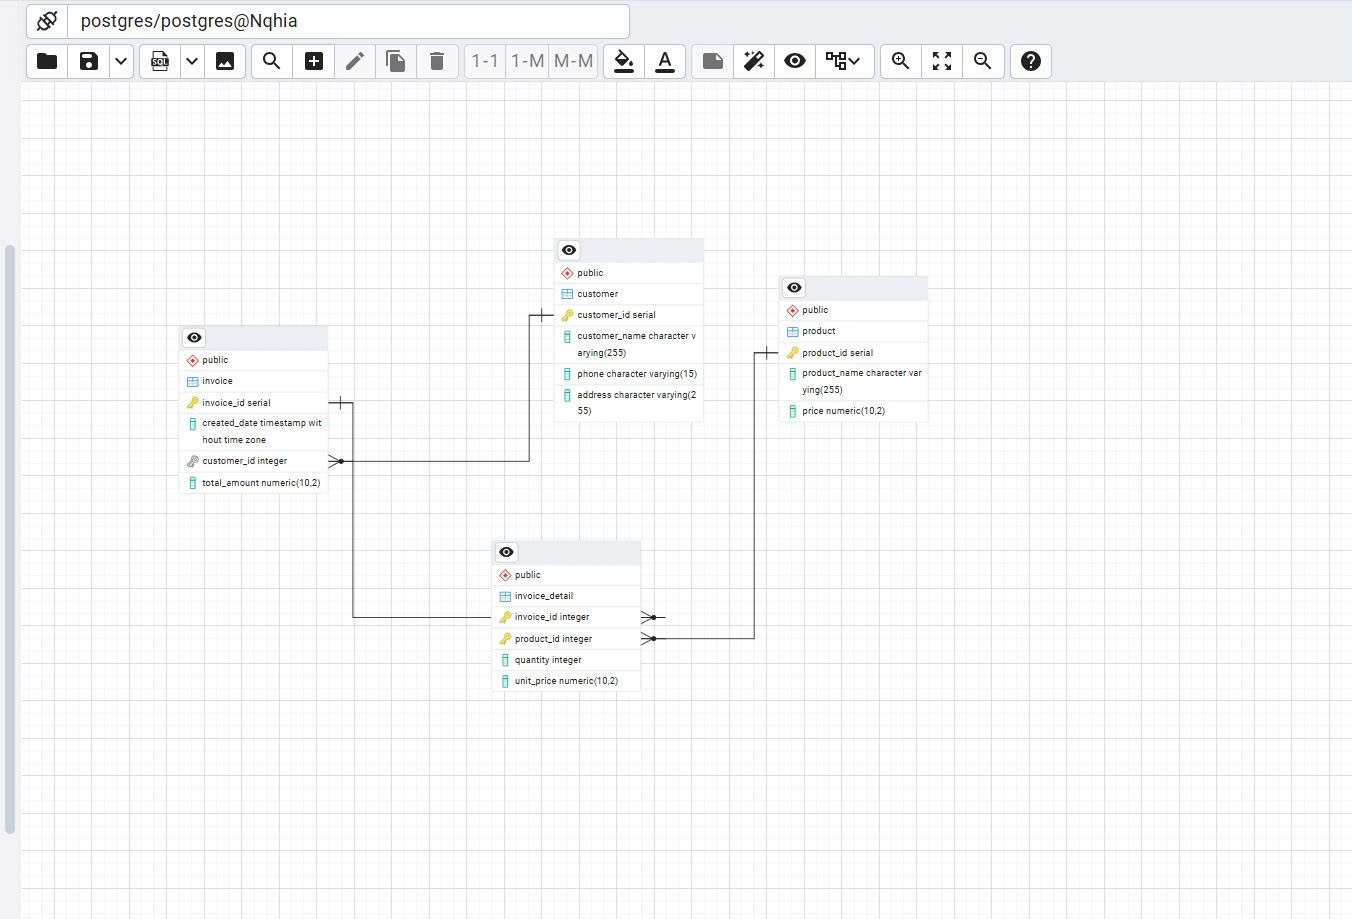 postgres/postgres@Nqhia
SQL
1-1
1-M
M-M
A
public
customer
customer_id serial
customer_name character v
arying(255)
phone character varying(15)
address character varying(2
55)
public
product
product_id serial
product_name character var
ying(255)
price numeric(10,2)
public
invoice
invoice_id serial
created_date timestamp wit
hout time zone
customer_id integer
total_amount numeric(10,2)
public
invoice_detail
invoice_id integer
product_id integer
quantity integer
unit_price numeric(10,2)